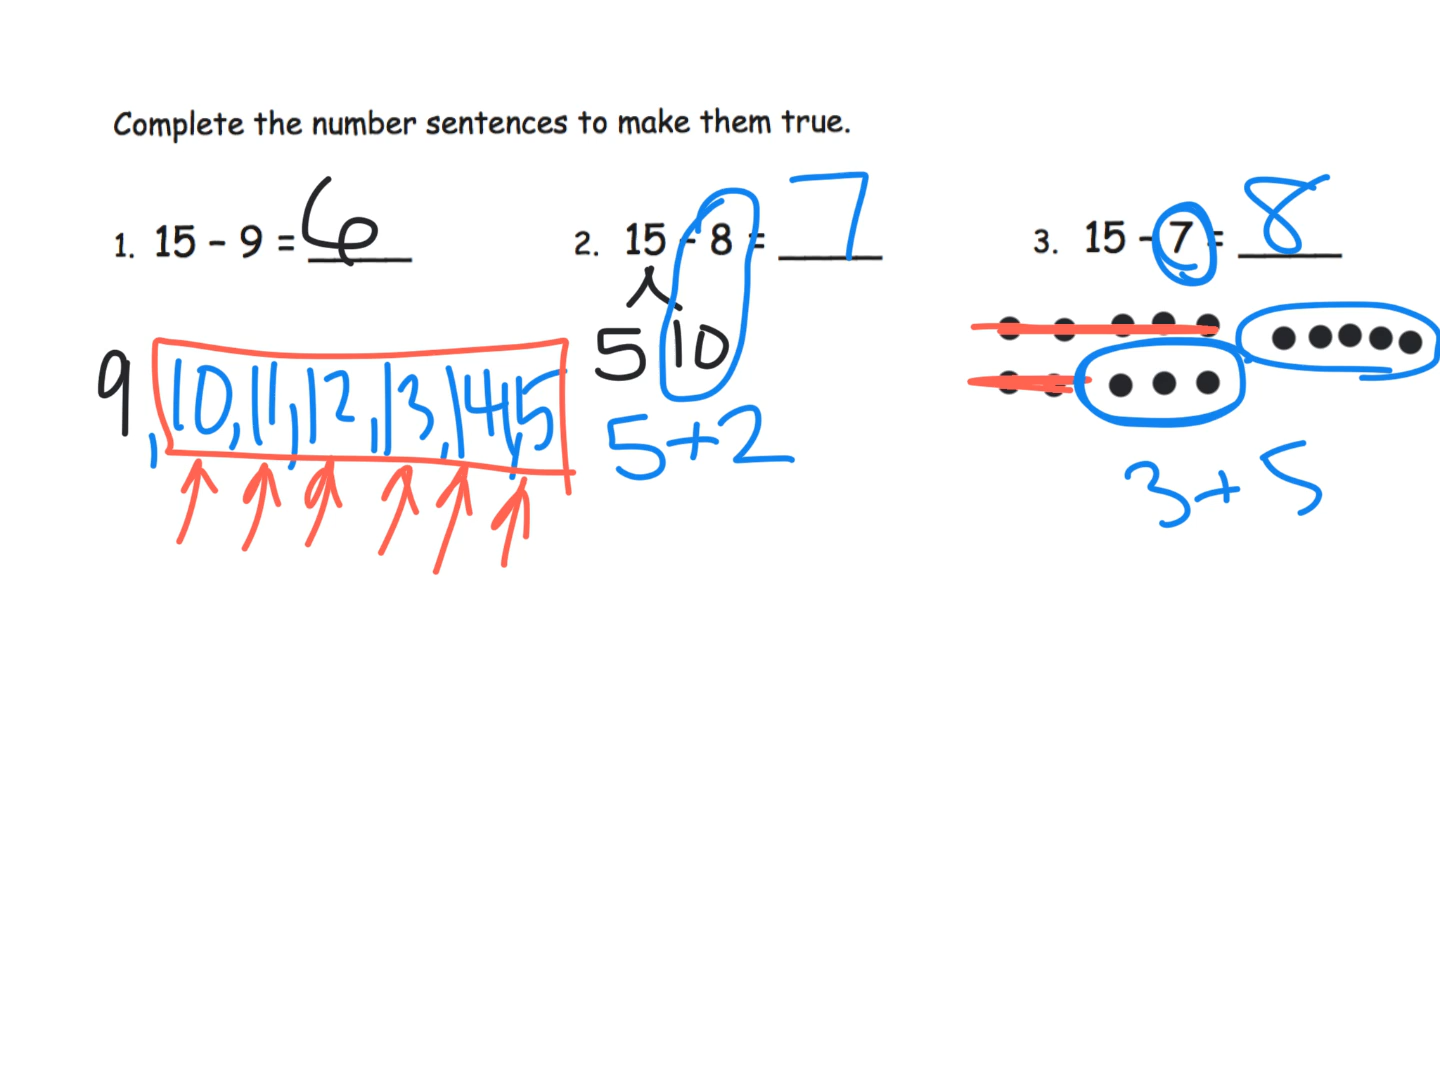 Complete the number sentences to make them true.
1. 15 - 9 = 6
2. 15 - 8 = 7
3. 15 - 7 = 8
9, 10, 11, 12, 13, 14, 15
5 10
5+2
3+5